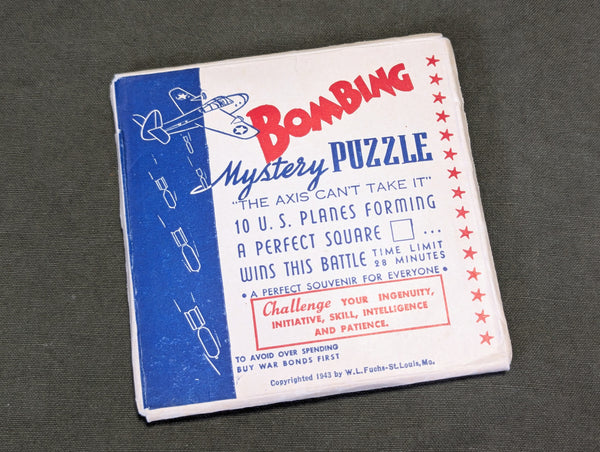 BOMBING
Mystery PUZZLE
"THE AXIS CAN'T TAKE IT"
10 U.S. PLANES FORMING
A PERFECT SQUARE □ ...
WINS THIS BATTLE TIME LIMIT 28 MINUTES
• A PERFECT SOUVENIR FOR EVERYONE •
Challenge YOUR INGENUITY,
INITIATIVE, SKILL, INTELLIGENCE
AND PATIENCE.
TO AVOID OVER SPENDING
BUY WAR BONDS FIRST
Copyrighted 1943 by W.L. Fuchs-St. Louis, Mo.